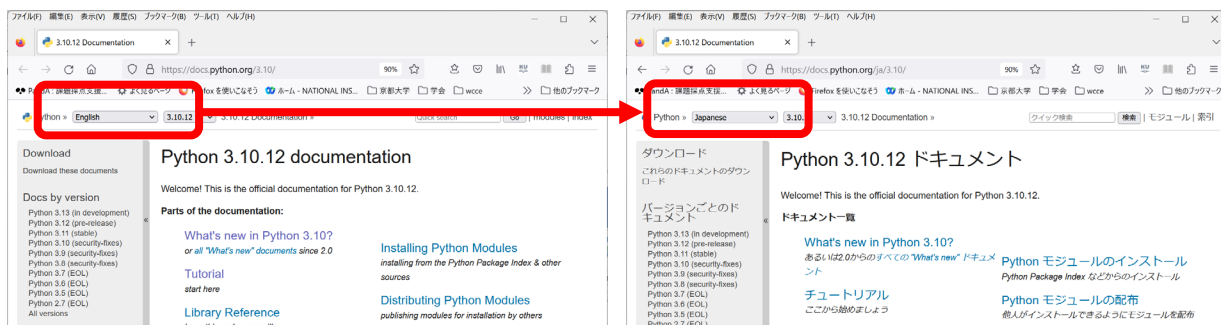 ファイル(F) 編集(E) 表示(V) 履歴(S) ブックマーク(B) ツール(T) ヘルプ(H)
3.10.12 Documentation
https://docs.python.org/3.10/ 90%
よく見るページ Firefox を使いこなそう ホーム - NATIONAL INS... 京都大学 学会 wcce 他のブックマーク
Python » English 3.10.12 3.10.12 Documentation » Quick search Go | modules | index
Download
Download these documents
Docs by version
Python 3.13 (in development)
Python 3.12 (pre-release)
Python 3.11 (stable)
Python 3.10 (security-fixes)
Python 3.9 (security-fixes)
Python 3.8 (security-fixes)
Python 3.7 (EOL)
Python 3.6 (EOL)
Python 3.5 (EOL)
Python 2.7 (EOL)
All versions
Python 3.10.12 documentation
Welcome! This is the official documentation for Python 3.10.12.
Parts of the documentation:
What's new in Python 3.10?
or all "What's new" documents since 2.0
Tutorial
start here
Library Reference
Installing Python Modules
installing from the Python Package Index & other
sources
Distributing Python Modules
publishing modules for installation by others
ファイル(F) 編集(E) 表示(V) 履歴(S) ブックマーク(B) ツール(T) ヘルプ(H)
3.10.12 Documentation
https://docs.python.org/ja/3.10/ 90%
PandA : 課題採点支援... よく見るページ Firefox を使いこなそう ホーム - NATIONAL INS... 京都大学 学会 wcce 他のブックマーク
Python » Japanese 3.10. 3.10.12 Documentation » クイック検索 検索 | モジュール | 索引
ダウンロード
これらのドキュメントのダウン
ロード
バージョンごとのド
キュメント
Python 3.13 (in development)
Python 3.12 (pre-release)
Python 3.11 (stable)
Python 3.10 (security-fixes)
Python 3.9 (security-fixes)
Python 3.8 (security-fixes)
Python 3.7 (EOL)
Python 3.6 (EOL)
Python 3.5 (EOL)
Python 2.7 (EOL)
Python 3.10.12 ドキュメント
Welcome! This is the official documentation for Python 3.10.12.
ドキュメント一覧
What's new in Python 3.10?
あるいは2.0からのすべての "What's new" ドキュメ
ント
チュートリアル
ここから始めましょう
Python モジュールのインストール
Python Package Index などからのインストール
Python モジュールの配布
他人がインストールできるようにモジュールを配布